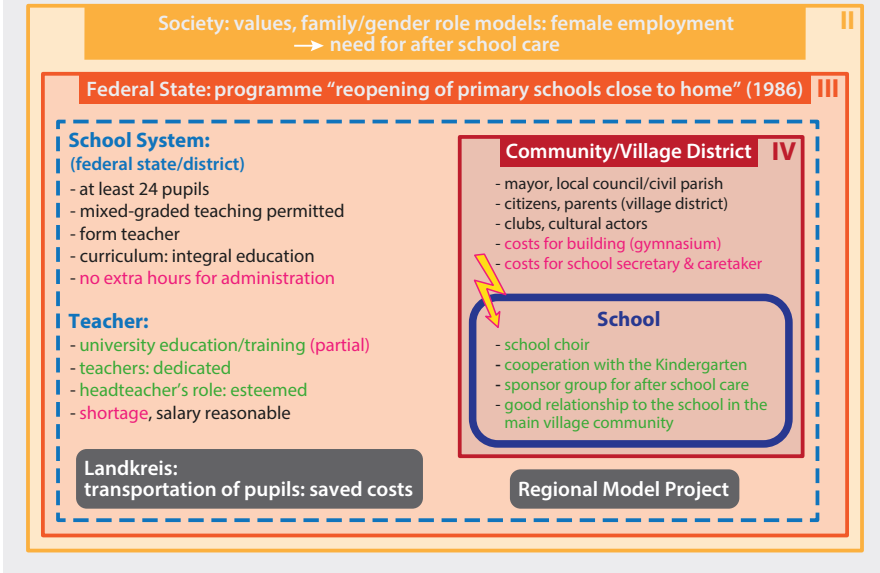 Society: values, family/gender role models: female employment
→ need for after school care
II
Federal State: programme “reopening of primary schools close to home” (1986)
III
School System:
(federal state/district)
- at least 24 pupils
- mixed-graded teaching permitted
- form teacher
- curriculum: integral education
- no extra hours for administration
Teacher:
- university education/training (partial)
- teachers: dedicated
- headteacher’s role: esteemed
- shortage, salary reasonable
Landkreis:
transportation of pupils: saved costs
Community/Village District
IV
- mayor, local council/civil parish
- citizens, parents (village district)
- clubs, cultural actors
- costs for building (gymnasium)
- costs for school secretary & caretaker
School
- school choir
- cooperation with the Kindergarten
- sponsor group for after school care
- good relationship to the school in the
main village community
Regional Model Project